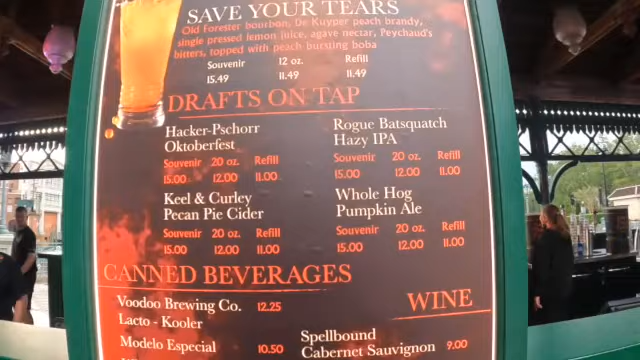 SAVE YOUR TEARS
Old Forester bourbon, De Kuyper peach brandy,
single pressed lemon juice, agave nectar, Peychaud's
bitters, topped with peach bursting boba
Souvenir 12 oz. Refill
15.49 11.49 11.49
DRAFTS ON TAP
Hacker-Pschorr
Oktoberfest
Souvenir 20 oz. Refill
15.00 12.00 11.00
Rogue Batsquatch
Hazy IPA
Souvenir 20 oz. Refill
15.00 12.00 11.00
Keel & Curley
Pecan Pie Cider
Souvenir 20 oz. Refill
15.00 12.00 11.00
Whole Hog
Pumpkin Ale
Souvenir 20 oz. Refill
15.00 12.00 11.00
CANNED BEVERAGES
Voodoo Brewing Co. 12.25
Lacto - Kooler
Modelo Especial 10.50
WINE
Spellbound
Cabernet Sauvignon 9.00